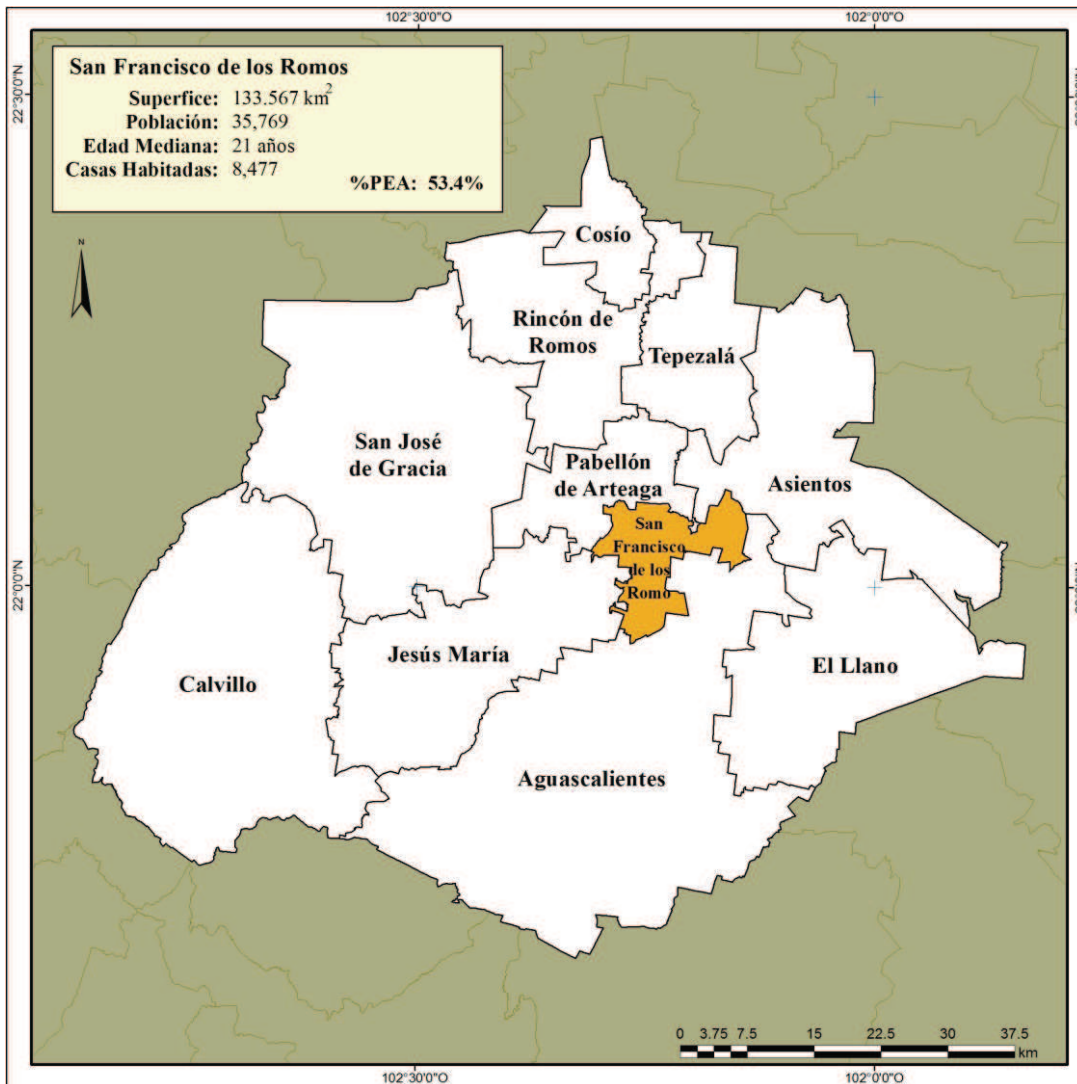 102°30'0"O
102°0'0"O
San Francisco de los Romos
Superfice: 133.567 km2
Población: 35,769
Edad Mediana: 21 años
Casas Habitadas: 8,477
%PEA: 53.4%
22°30'0"N
N
Cosío
Rincón de
Romos
Tepezalá
San José
de Gracia
Pabellón
de Arteaga
Asientos
San
Francisco
de los
Romo
22°0'0"N
Jesús María
El Llano
Calvillo
Aguascalientes
0 3.75 7.5 15 22.5 30 37.5
km
102°30'0"O
102°0'0"O